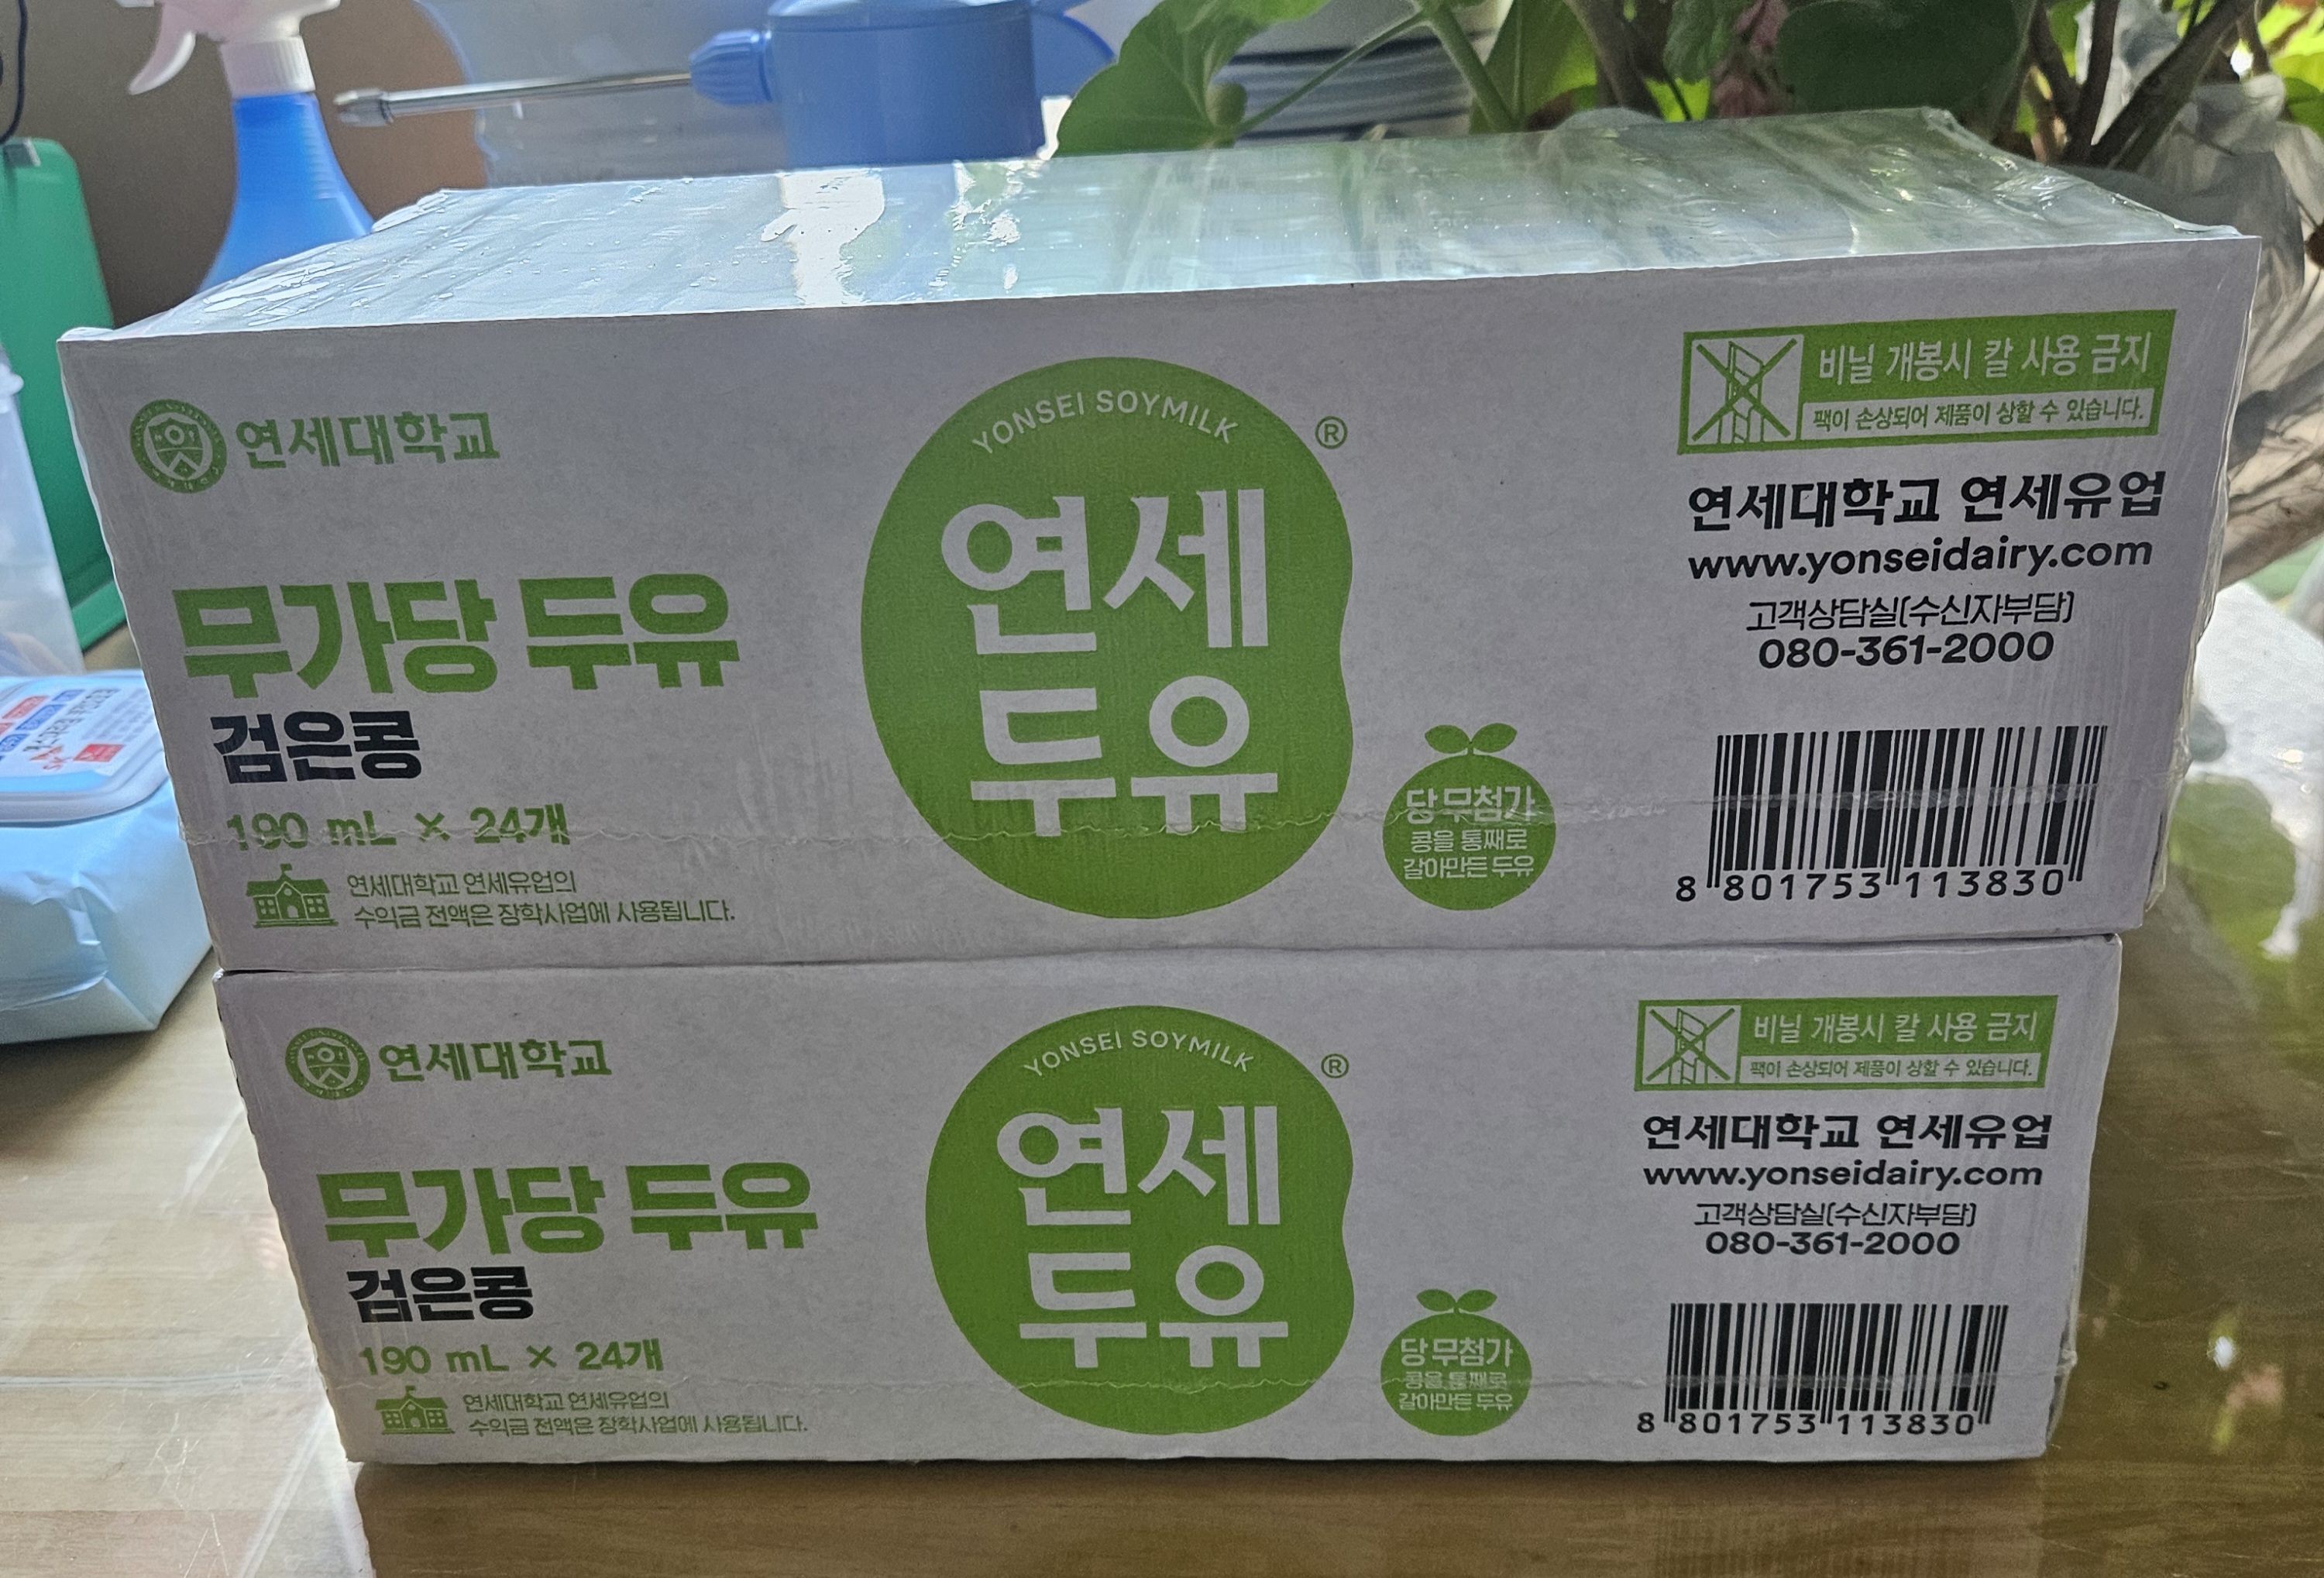 연세대학교
무가당 두유
검은콩
190 mL × 24개
연세대학교 연세유업의
수익금 전액은 장학사업에 사용됩니다.
YONSEI SOYMILK
연세
두유
®
당 무첨가
콩을 통째로
갈아만든 두유
비닐 개봉시 칼 사용 금지
팩이 손상되어 제품이 상할 수 있습니다.
연세대학교 연세유업
www.yonseidairy.com
고객상담실(수신자부담)
080-361-2000
8 801753 113830
연세대학교
무가당 두유
검은콩
190 mL × 24개
연세대학교 연세유업의
수익금 전액은 장학사업에 사용됩니다.
YONSEI SOYMILK
연세
두유
®
당 무첨가
콩을 통째로
갈아만든 두유
비닐 개봉시 칼 사용 금지
팩이 손상되어 제품이 상할 수 있습니다.
연세대학교 연세유업
www.yonseidairy.com
고객상담실(수신자부담)
080-361-2000
8 801753 113830